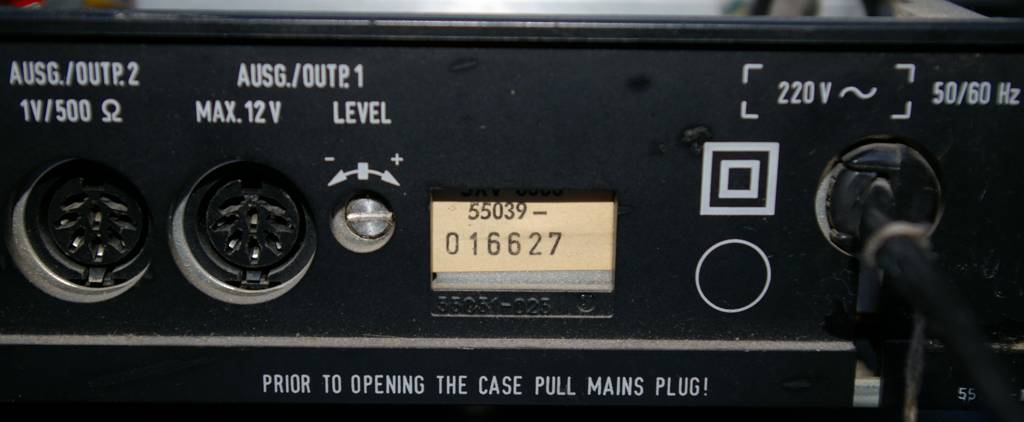 AUSG./OUTP. 2
1V/500 Ω
AUSG./OUTP. 1
MAX. 12 V
LEVEL
- +
220 V ~
50/60 Hz
55039 –
016627
PRIOR TO OPENING THE CASE PULL MAINS PLUG!
55